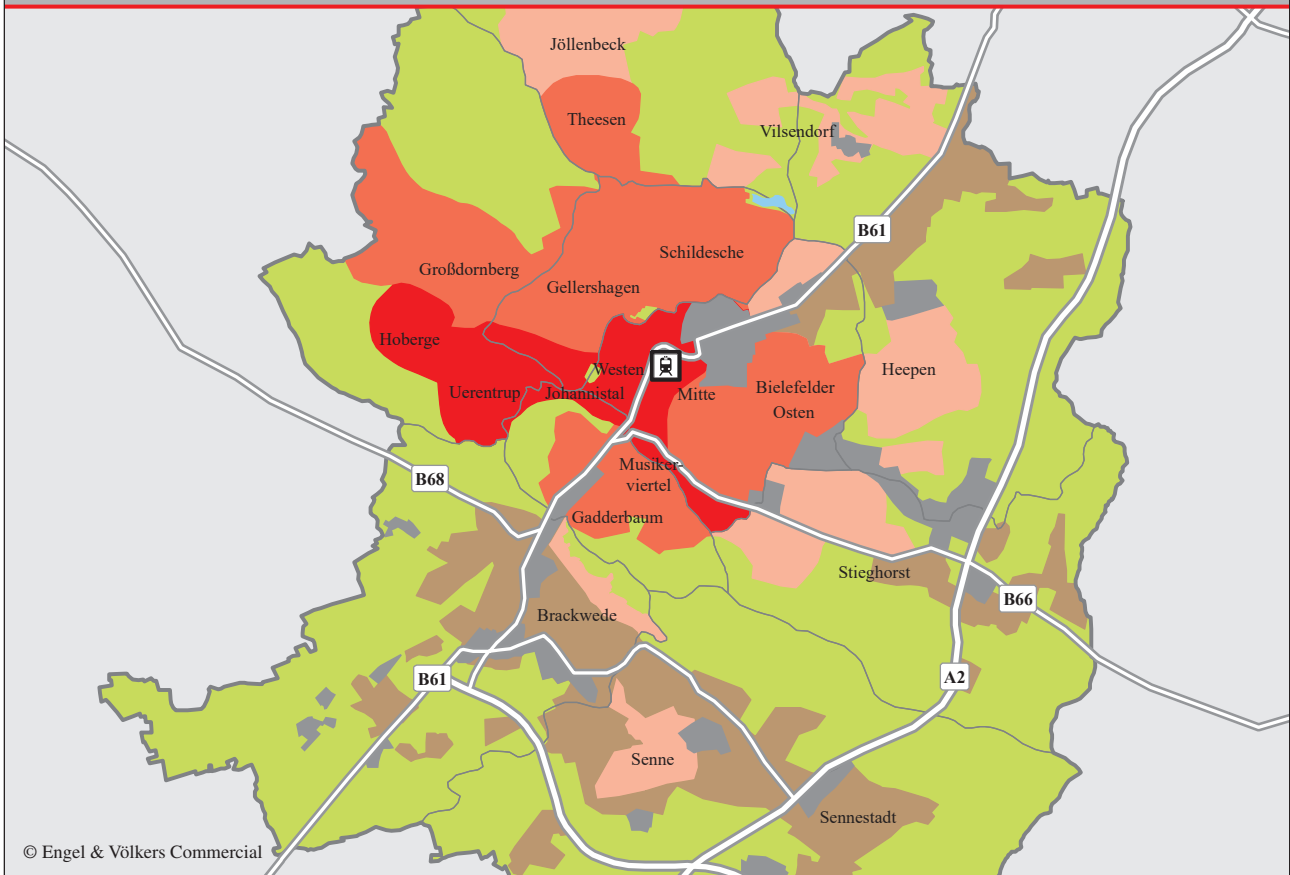 Jöllenbeck
Theesen
Vilsendorf
B61
Schildesche
Großdornberg
Gellershagen
Hoberge
Westen
Heepen
Uerentrup
Johannistal
Mitte
Bielefelder
Osten
Musiker-
viertel
B68
Gadderbaum
Stieghorst
B66
Brackwede
B61
A2
Senne
Sennestadt
© Engel & Völkers Commercial